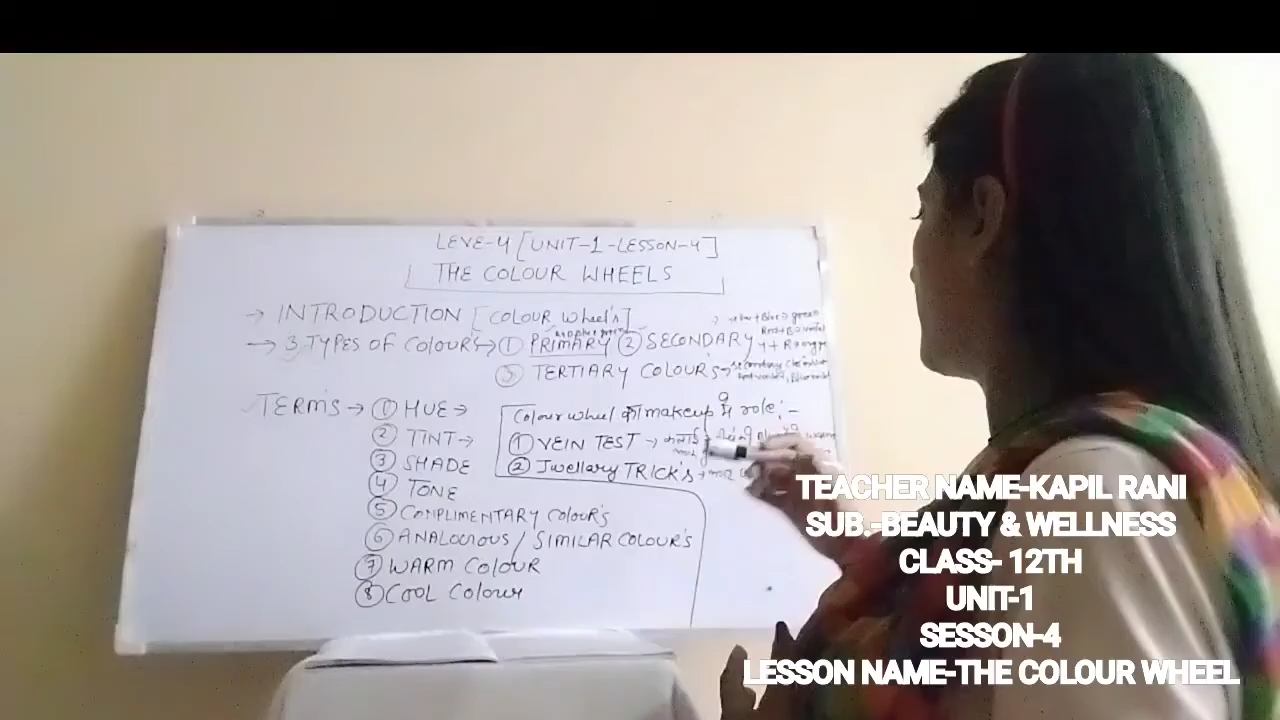 LEVE-4 [UNIT-1-LESSON-4]
THE COLOUR WHEELS
→ INTRODUCTION [COLOUR Wheel's]
→ 3 TYPES OF COLOUR'S→ ① PRIMARY ② SECONDARY
③ TERTIARY COLOUR'S→
TERM'S → ① HUE→
② TINT→
③ SHADE
④ TONE
⑤ COMPLIMENTARY COLOUR'S
⑥ ANALOGOUS / SIMILAR COLOUR'S
⑦ WARM COLOUR
⑧ COOL COLOUR
Colour wheel का makeup में role:-
① VEIN TEST →
② Jwellary TRICK'S →
TEACHER NAME-KAPIL RANI
SUB.-BEAUTY & WELLNESS
CLASS- 12TH
UNIT-1
SESSON-4
LESSON NAME-THE COLOUR WHEEL